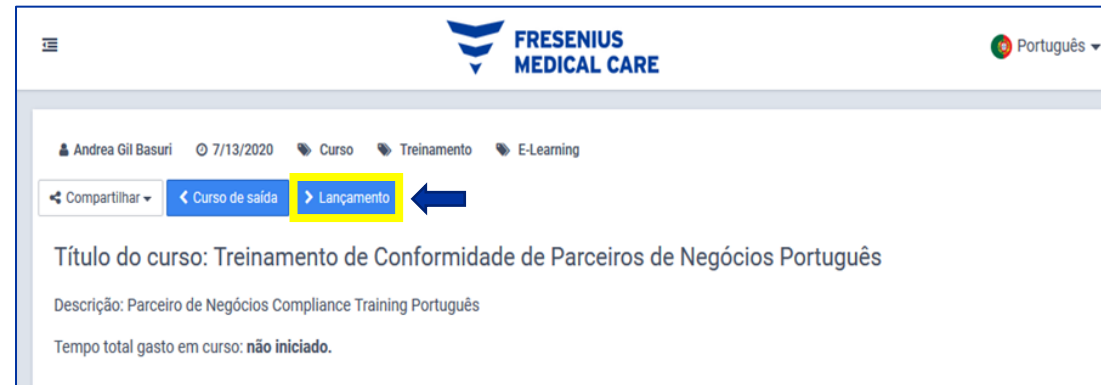 FRESENIUS
MEDICAL CARE
Português
Andrea Gil Basuri 7/13/2020 Curso Treinamento E-Learning
Compartilhar Curso de saída Lançamento
Título do curso: Treinamento de Conformidade de Parceiros de Negócios Português
Descrição: Parceiro de Negócios Compliance Training Português
Tempo total gasto em curso: não iniciado.